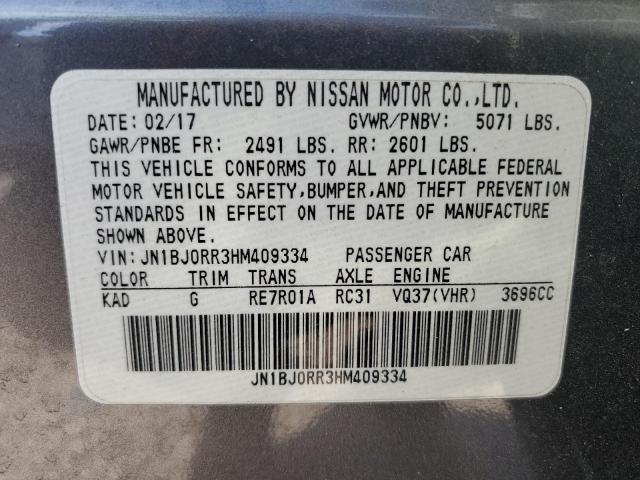 MANUFACTURED BY NISSAN MOTOR CO.,LTD.
DATE: 02/17 GVWR/PNBV: 5071 LBS.
GAWR/PNBE FR: 2491 LBS. RR: 2601 LBS.
THIS VEHICLE CONFORMS TO ALL APPLICABLE FEDERAL
MOTOR VEHICLE SAFETY,BUMPER,AND THEFT PREVENTION
STANDARDS IN EFFECT ON THE DATE OF MANUFACTURE
SHOWN ABOVE.
VIN:JN1BJ0RR3HM409334 PASSENGER CAR
COLOR TRIM TRANS AXLE ENGINE
KAD G RE7R01A RC31 VQ37(VHR) 3696CC
JN1BJ0RR3HM409334